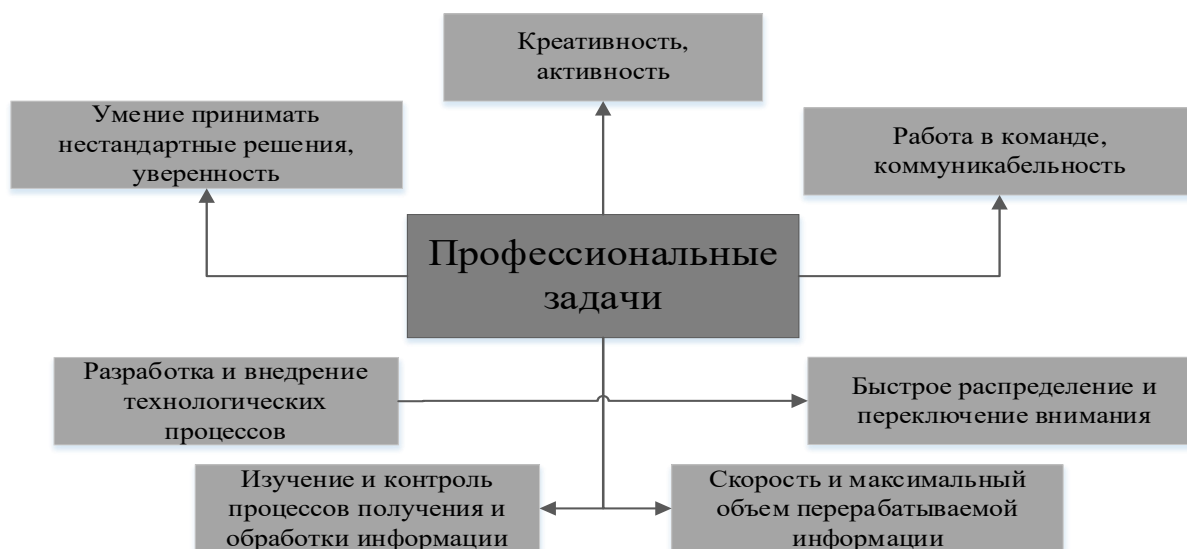 Креативность,
активность
Умение принимать
нестандартные решения,
уверенность
Работа в команде,
коммуникабельность
Профессиональные
задачи
Разработка и внедрение
технологических
процессов
Быстрое распределение и
переключение внимания
Изучение и контроль
процессов получения и
обработки информации
Скорость и максимальный
объем перерабатываемой
информации